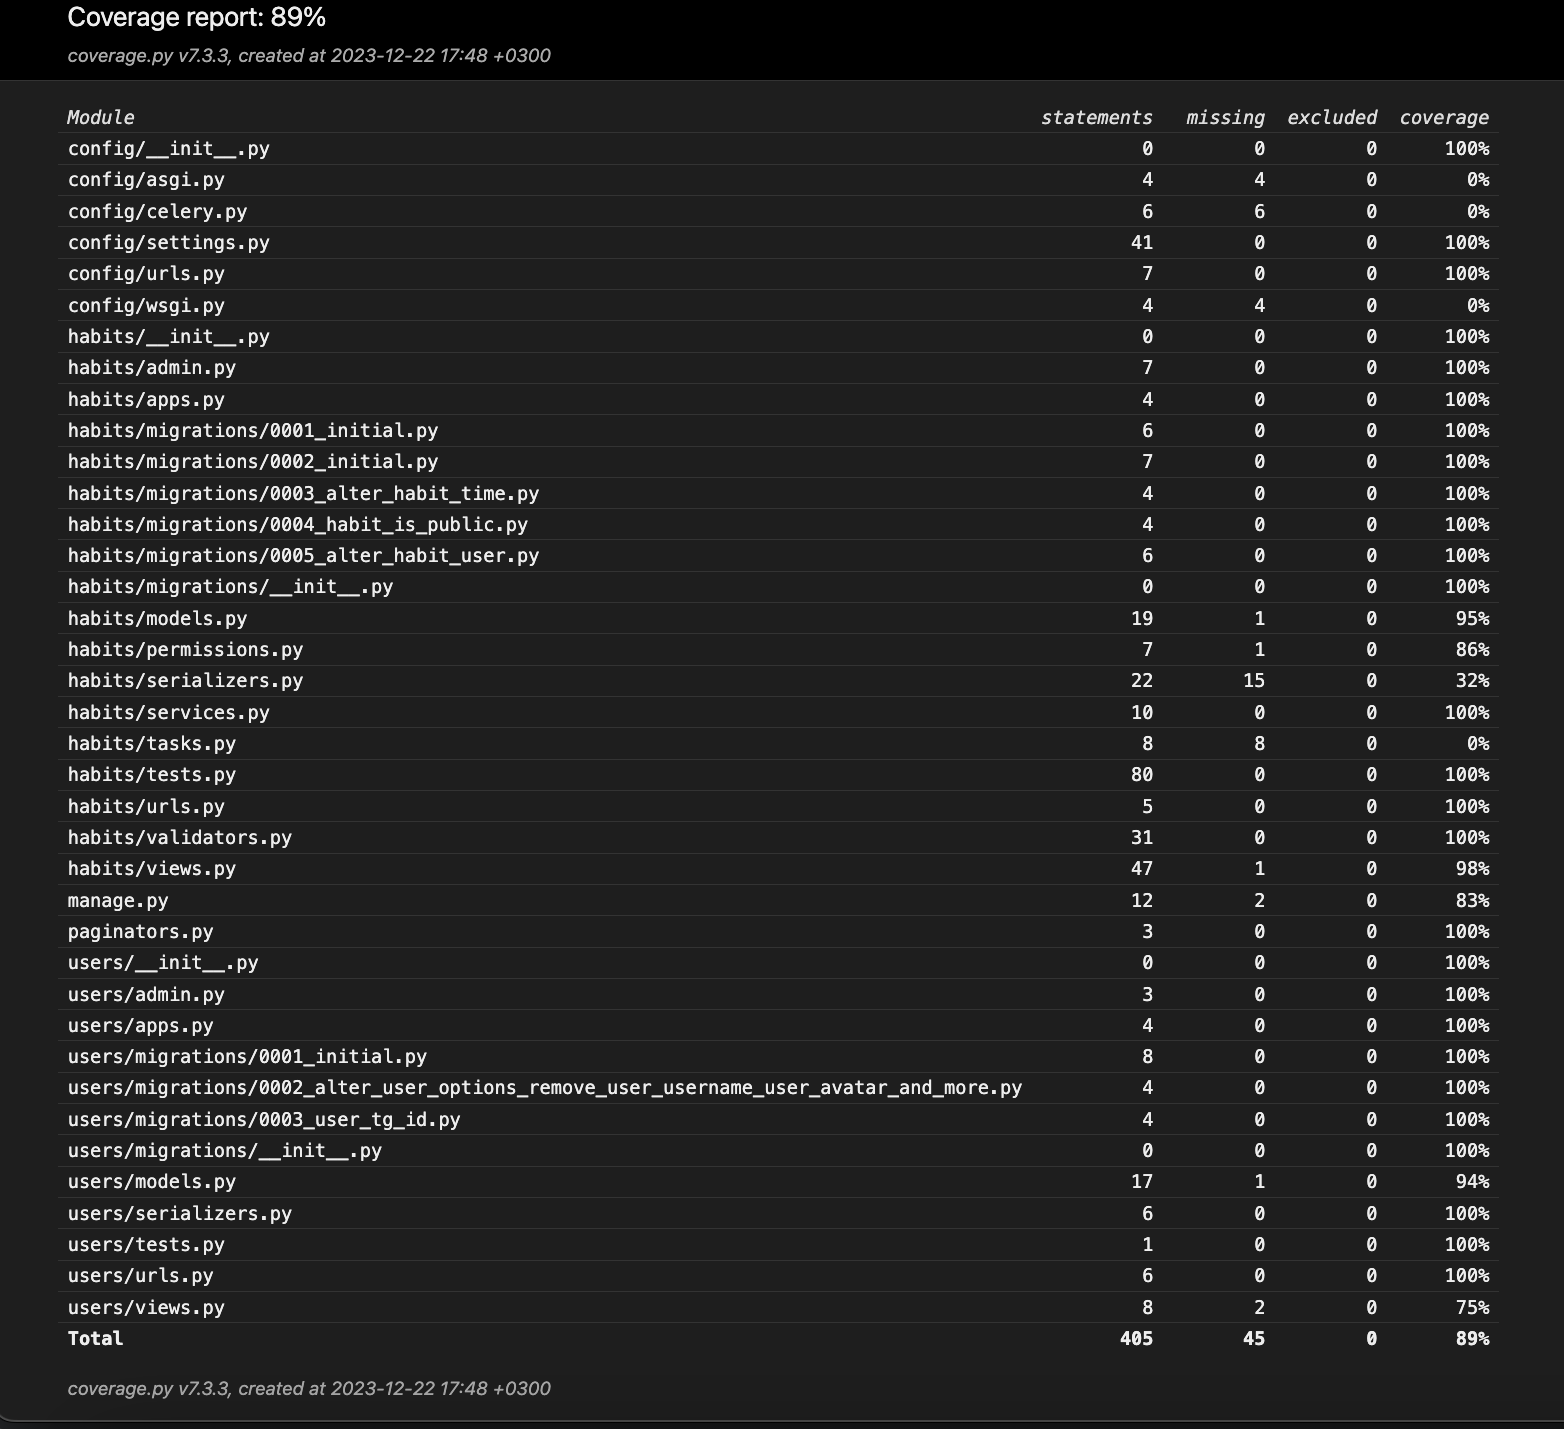 Coverage report: 89%
coverage.py v7.3.3, created at 2023-12-22 17:48 +0300
Module statements missing excluded coverage
config/__init__.py 0 0 0 100%
config/asgi.py 4 4 0 0%
config/celery.py 6 6 0 0%
config/settings.py 41 0 0 100%
config/urls.py 7 0 0 100%
config/wsgi.py 4 4 0 0%
habits/__init__.py 0 0 0 100%
habits/admin.py 7 0 0 100%
habits/apps.py 4 0 0 100%
habits/migrations/0001_initial.py 6 0 0 100%
habits/migrations/0002_initial.py 7 0 0 100%
habits/migrations/0003_alter_habit_time.py 4 0 0 100%
habits/migrations/0004_habit_is_public.py 4 0 0 100%
habits/migrations/0005_alter_habit_user.py 6 0 0 100%
habits/migrations/__init__.py 0 0 0 100%
habits/models.py 19 1 0 95%
habits/permissions.py 7 1 0 86%
habits/serializers.py 22 15 0 32%
habits/services.py 10 0 0 100%
habits/tasks.py 8 8 0 0%
habits/tests.py 80 0 0 100%
habits/urls.py 5 0 0 100%
habits/validators.py 31 0 0 100%
habits/views.py 47 1 0 98%
manage.py 12 2 0 83%
paginators.py 3 0 0 100%
users/__init__.py 0 0 0 100%
users/admin.py 3 0 0 100%
users/apps.py 4 0 0 100%
users/migrations/0001_initial.py 8 0 0 100%
users/migrations/0002_alter_user_options_remove_user_username_user_avatar_and_more.py 4 0 0 100%
users/migrations/0003_user_tg_id.py 4 0 0 100%
users/migrations/__init__.py 0 0 0 100%
users/models.py 17 1 0 94%
users/serializers.py 6 0 0 100%
users/tests.py 1 0 0 100%
users/urls.py 6 0 0 100%
users/views.py 8 2 0 75%
Total 405 45 0 89%
coverage.py v7.3.3, created at 2023-12-22 17:48 +0300